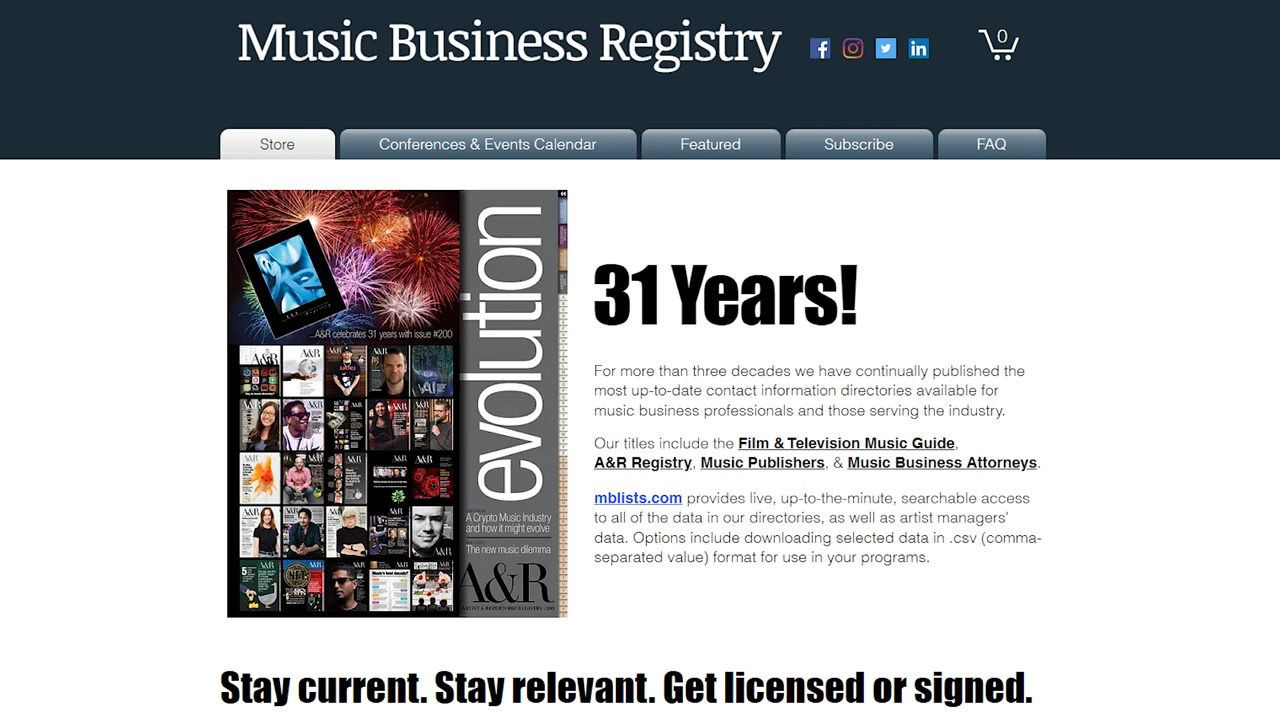 Music Business Registry
0
Store
Conferences & Events Calendar
Featured
Subscribe
FAQ
...A&R celebrates 31 years with issue #200
evolution
A Crypto Music Industry
and how it might evolve
The new music dilemma
A&R
31 Years!
For more than three decades we have continually published the
most up-to-date contact information directories available for
music business professionals and those serving the industry.
Our titles include the Film & Television Music Guide,
A&R Registry, Music Publishers, & Music Business Attorneys.
mblists.com provides live, up-to-the-minute, searchable access
to all of the data in our directories, as well as artist managers'
data. Options include downloading selected data in .csv (comma-
separated value) format for use in your programs.
Stay current. Stay relevant. Get licensed or signed.